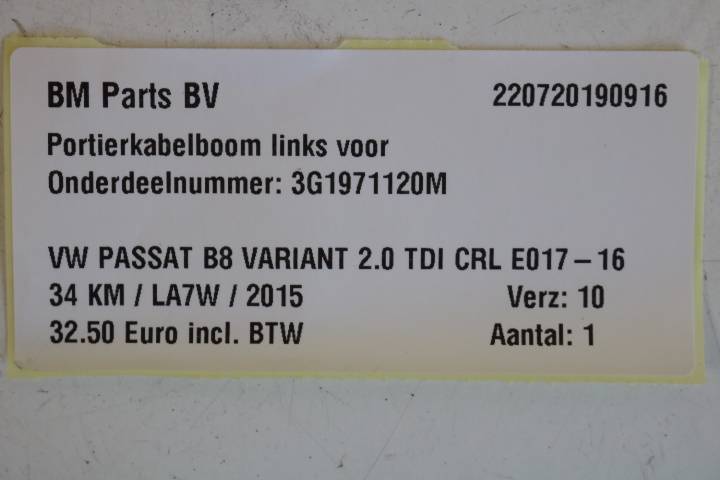 BM Parts BV 220720190916
Portierkabelboom links voor
Onderdeelnummer: 3G1971120M
VW PASSAT B8 VARIANT 2.0 TDI CRL E017-16
34 KM / LA7W / 2015 Verz: 10
32.50 Euro incl. BTW Aantal: 1